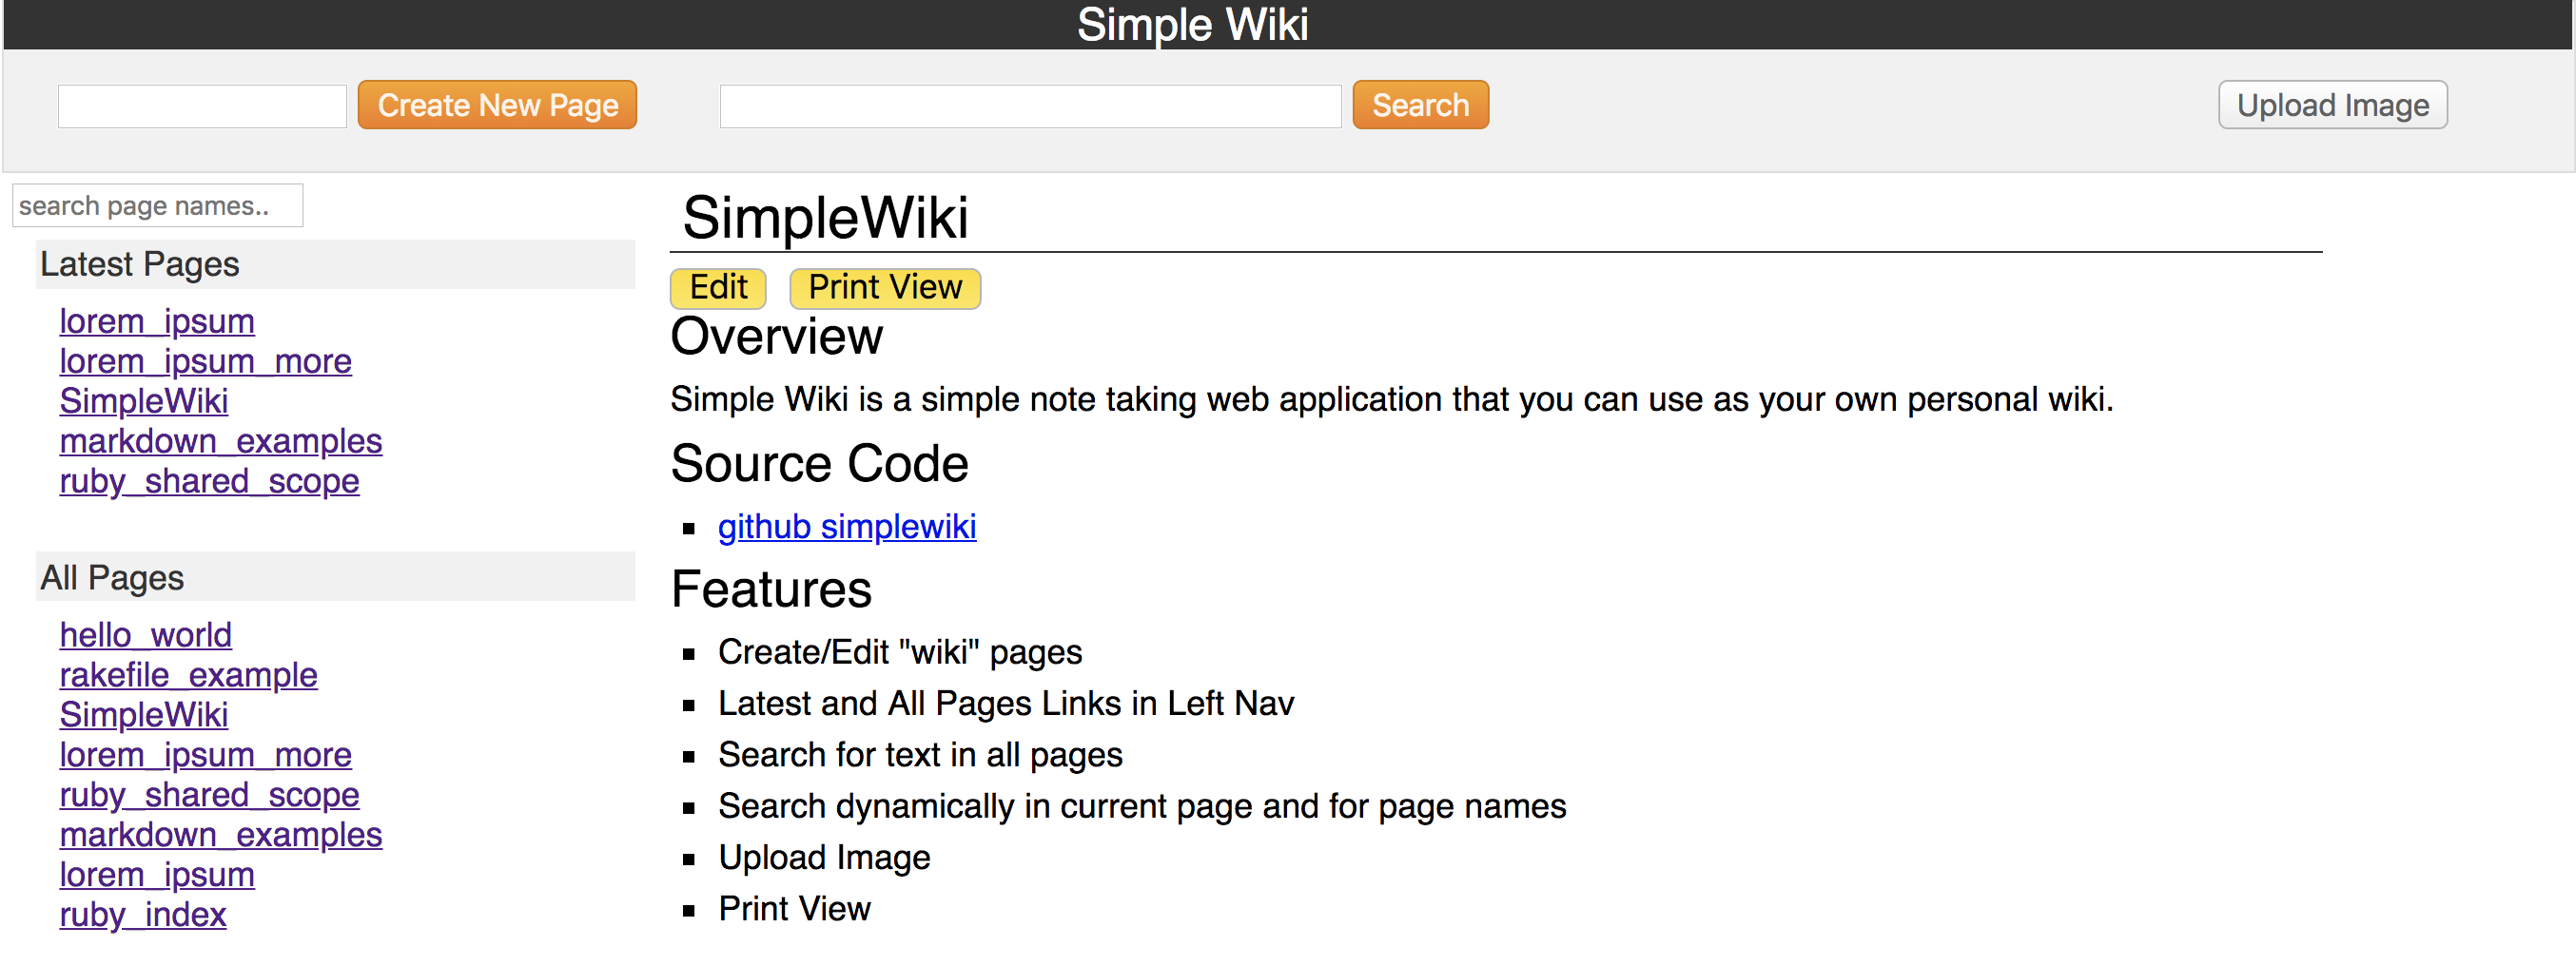 Simple Wiki
Create New Page
Search
Upload Image
search page names..
Latest Pages
lorem_ipsum
lorem_ipsum_more
SimpleWiki
markdown_examples
ruby_shared_scope
All Pages
hello_world
rakefile_example
SimpleWiki
lorem_ipsum_more
ruby_shared_scope
markdown_examples
lorem_ipsum
ruby_index
SimpleWiki
Edit
Print View
Overview
Simple Wiki is a simple note taking web application that you can use as your own personal wiki.
Source Code
github simplewiki
Features
Create/Edit "wiki" pages
Latest and All Pages Links in Left Nav
Search for text in all pages
Search dynamically in current page and for page names
Upload Image
Print View